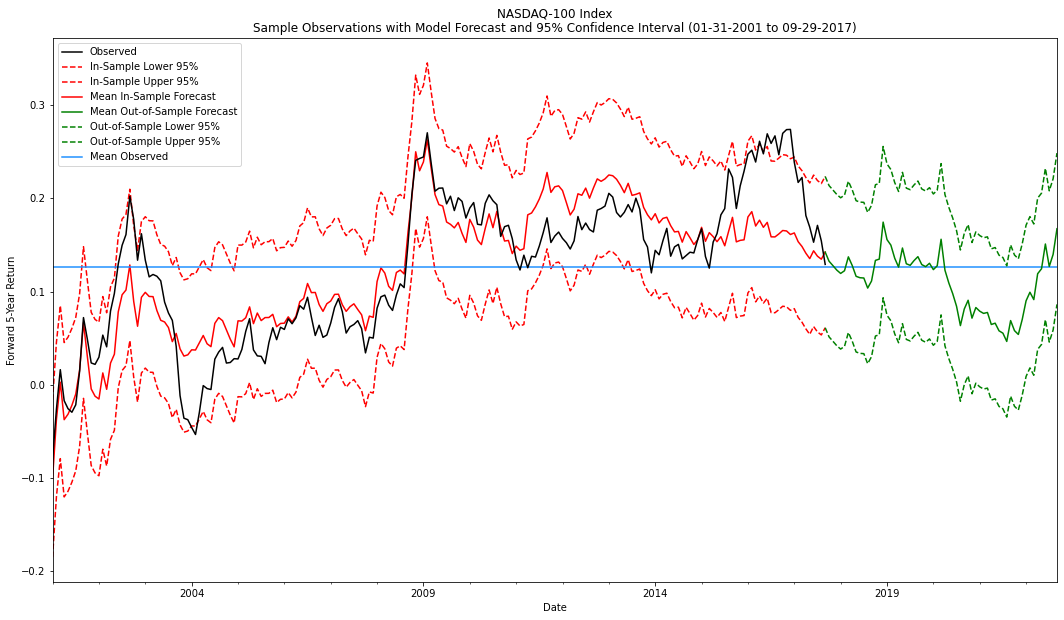 NASDAQ-100 Index
Sample Observations with Model Forecast and 95% Confidence Interval (01-31-2001 to 09-29-2017)
Observed
In-Sample Lower 95%
In-Sample Upper 95%
Mean In-Sample Forecast
Mean Out-of-Sample Forecast
Out-of-Sample Lower 95%
Out-of-Sample Upper 95%
Mean Observed
Forward 5-Year Return
0.3
0.2
0.1
0.0
−0.1
−0.2
2004
2009
2014
2019
Date